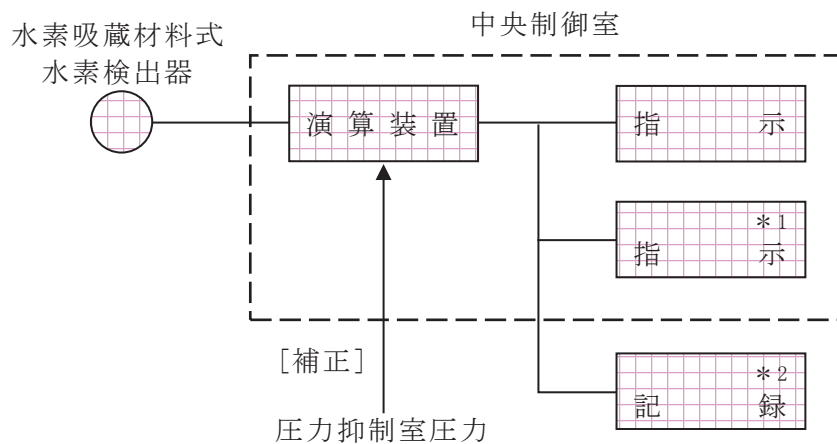 中央制御室
水素吸蔵材料式
水素検出器
演算装置
指示
*1
指示
[補正]
*2
記録
圧力抑制室圧力